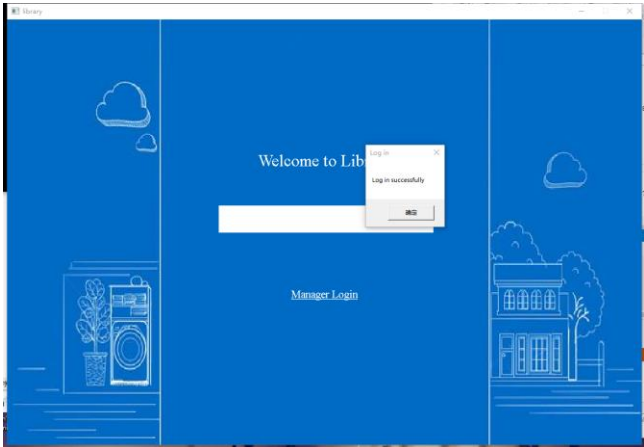 library
Welcome to Lib
Log in
Log in successfully
确定
Manager Login